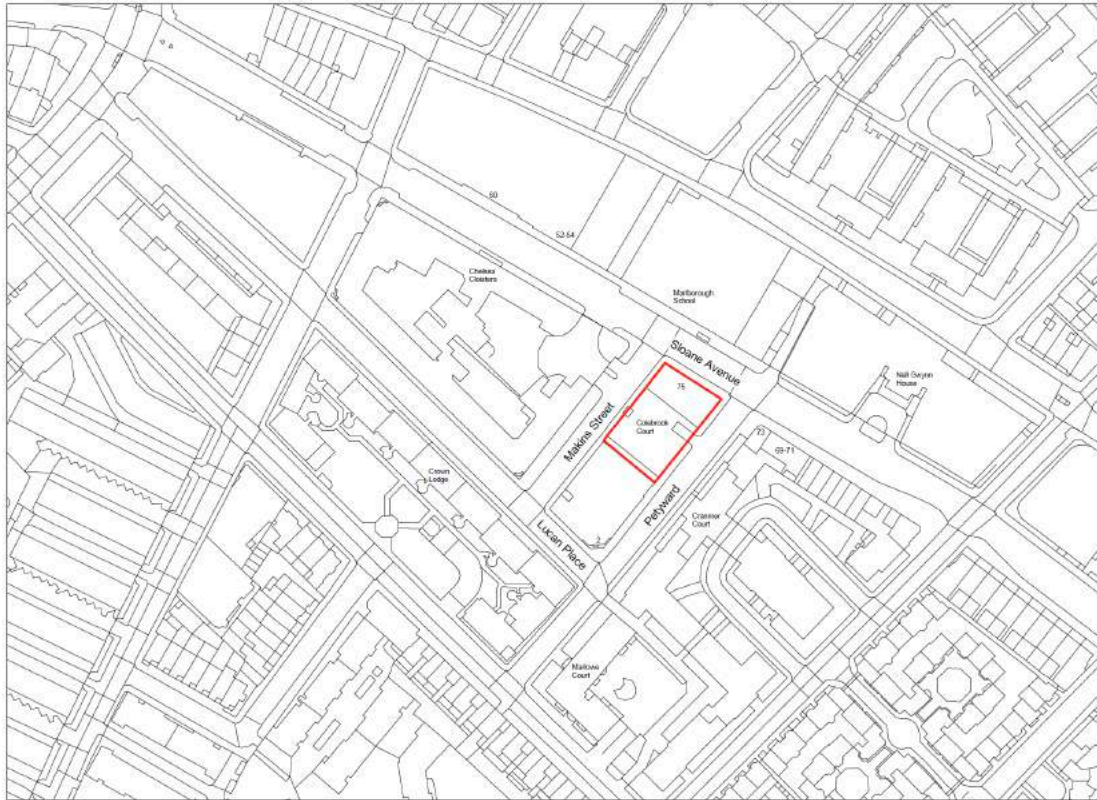 60
52-54
Chelsea
Cloisters
Marlborough
School
Sloane Avenue
75
Nell Gwynn
House
Makins Street
Colebrook
Court
73
69-71
Crown
Lodge
Petyward
Cranmer
Court
Lucan Place
Marlowe
Court